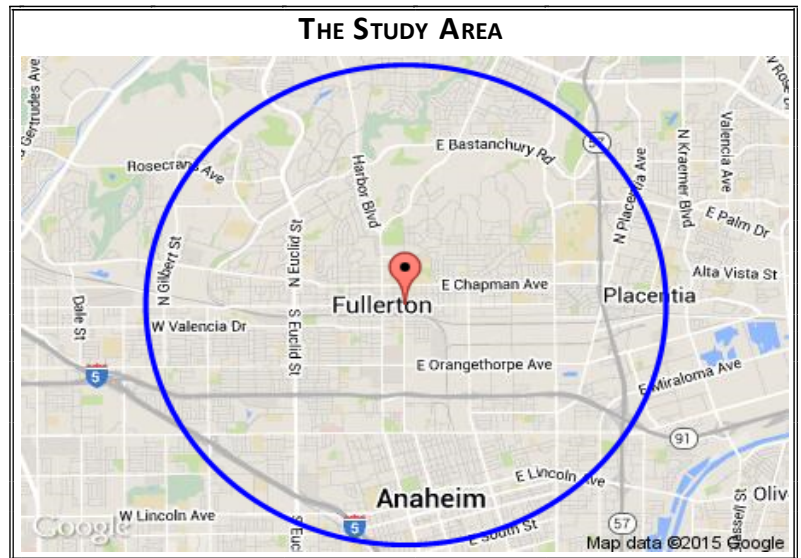 THE STUDY AREA
Gertrudes Ave
Rosecrans Ave
Harbor Blvd
E Bastanchury Rd
57
N Placentia Ave
N Kraemer Blvd
Valencia Ave
E Palm Dr
N Gilbert St
N Euclid St
E Chapman Ave
Alta Vista St
Fullerton
Placentia
Dale St
W Valencia Dr
S Euclid St
E Orangethorpe Ave
5
E Miraloma Ave
91
E Lincoln Ave
Anaheim
Oliv
W Lincoln Ave
S Euc
5
E South St
57
Google
Map data ©2015 Google